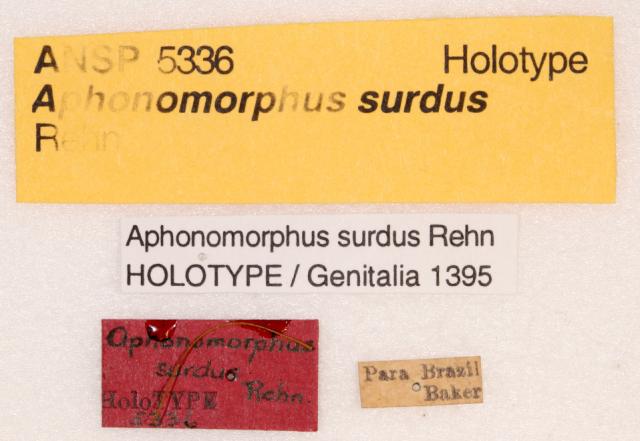 ANSP 5336 Holotype
Aphonomorphus surdus
Rehn
Aphonomorphus surdus Rehn
HOLOTYPE / Genitalia 1395
Aphonomorphus
surdus
Rehn.
HoloTYPE
5336
Para Brazil
Baker